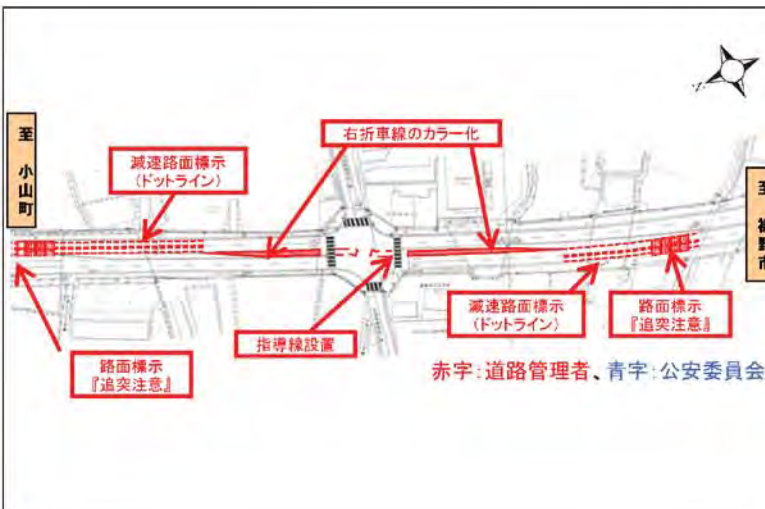 右折車線のカラー化
減速路面標示
(ドットライン)
至 小山町
至 裾野市
減速路面標示
(ドットライン)
路面標示
『追突注意』
指導線設置
路面標示
『追突注意』
赤字:道路管理者、青字:公安委員会